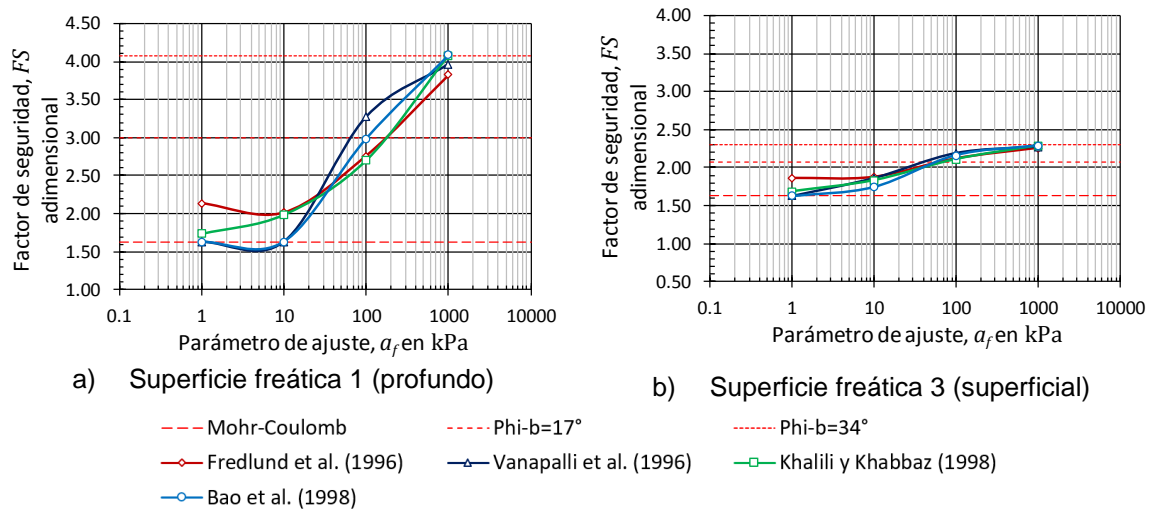 4.50
4.00
3.50
3.00
2.50
2.00
1.50
1.00
Factor de seguridad, FS
adimensional
0.1 1 10 100 1000 10000
Parámetro de ajuste, a_f en kPa
a) Superficie freática 1 (profundo)
4.00
3.50
3.00
2.50
2.00
1.50
1.00
0.50
Factor de seguridad, FS
adimensional
0.1 1 10 100 1000 10000
Parámetro de ajuste, a_f en kPa
b) Superficie freática 3 (superficial)
Mohr-Coulomb Phi-b=17° Phi-b=34°
Fredlund et al. (1996) Vanapalli et al. (1996) Khalili y Khabbaz (1998)
Bao et al. (1998)